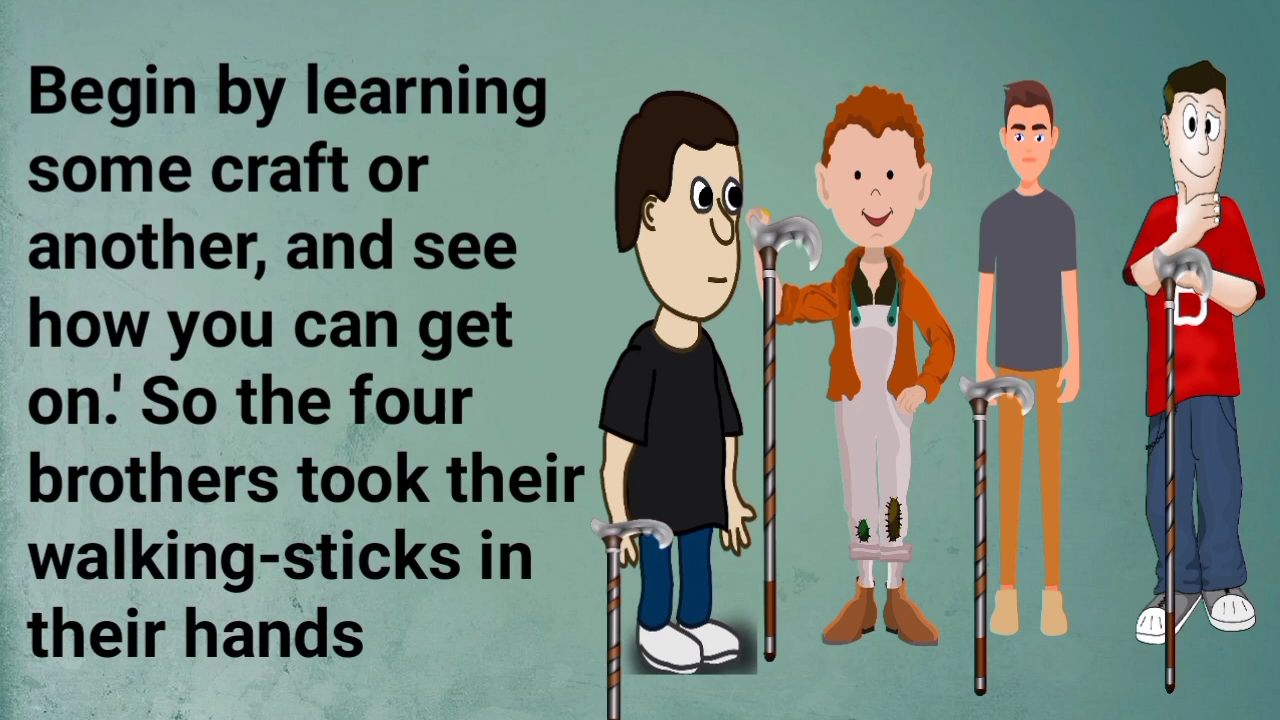 Begin by learning
some craft or
another, and see
how you can get
on.' So the four
brothers took their
walking-sticks in
their hands